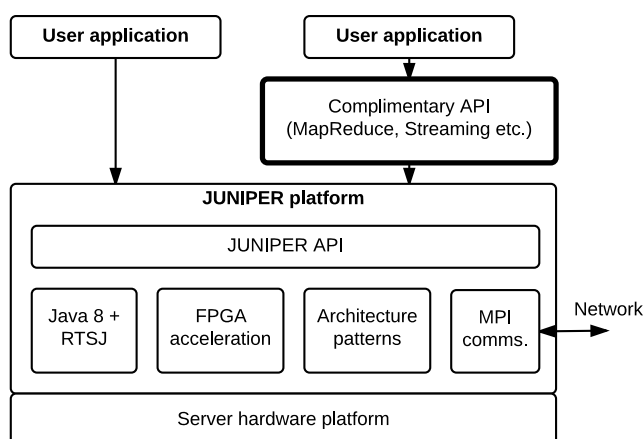 User application
User application
Complimentary API
(MapReduce, Streaming etc.)
JUNIPER platform
JUNIPER API
Java 8 +
RTSJ
FPGA
acceleration
Architecture
patterns
MPI
comms.
Network
Server hardware platform